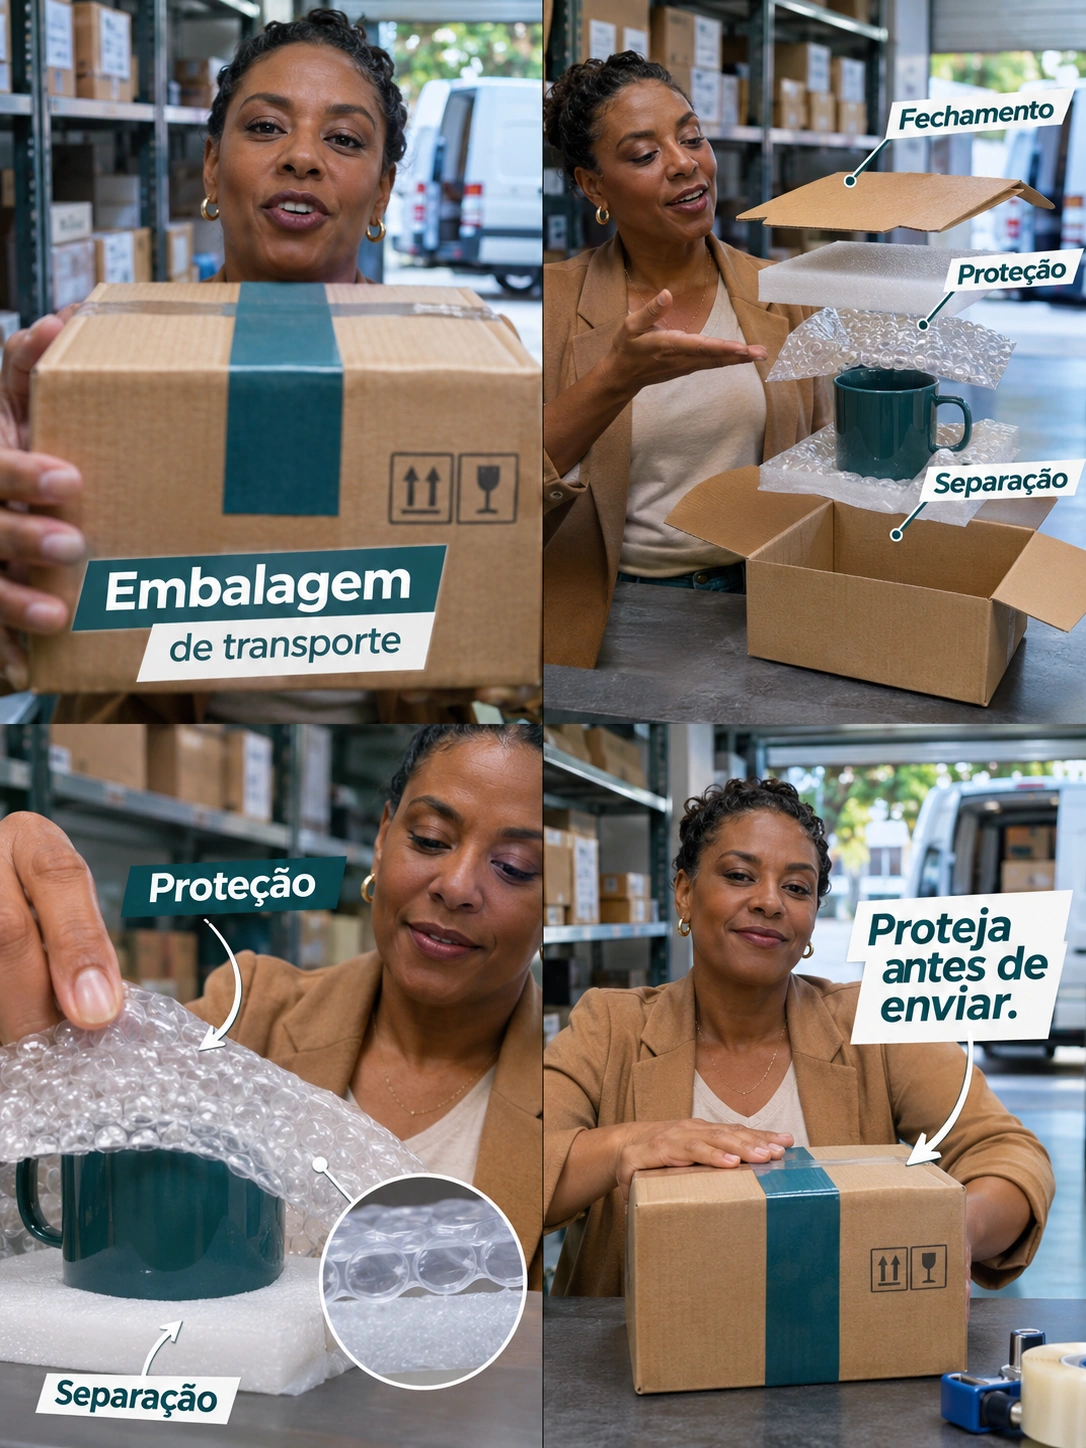 Embalagem
de transporte
Fechamento
Proteção
Separação
Proteção
Separação
Proteja
antes de
enviar.